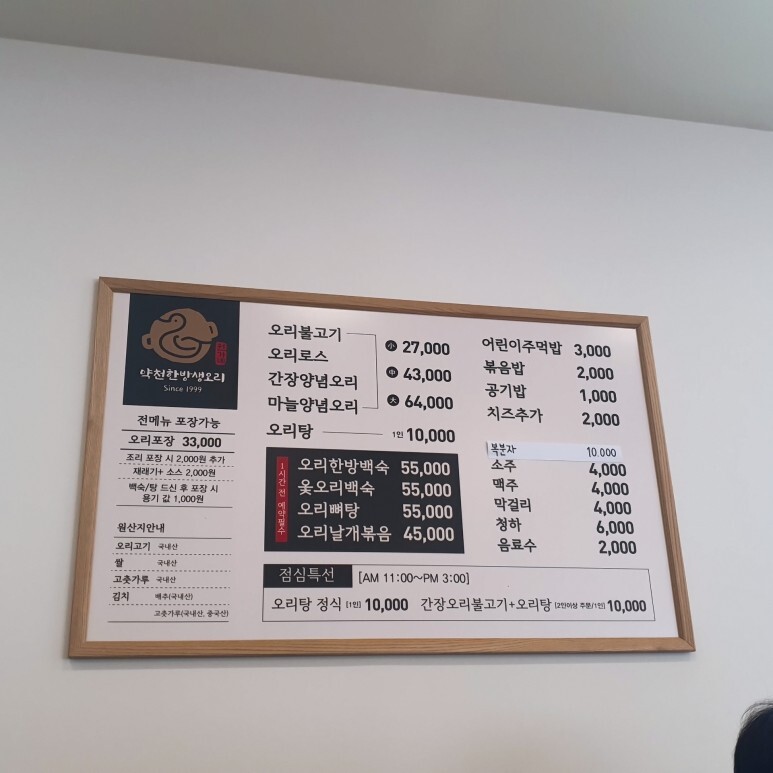 약천한방생오리
Since 1999
전메뉴 포장가능
오리포장 33,000
조리 포장 시 2,000원 추가
재래기+ 소스 2,000원
백숙/탕 드신 후 포장 시
용기 값 1,000원
원산지안내
오리고기 국내산
쌀 국내산
고춧가루 국내산
김치 배추(국내산)
고춧가루(국내산, 중국산)
오리불고기
오리로스
간장양념오리
마늘양념오리
小 27,000
中 43,000
大 64,000
오리탕 1인 10,000
1시간 전 예약필수
오리한방백숙 55,000
옻오리백숙 55,000
오리뼈탕 55,000
오리날개볶음 45,000
어린이주먹밥 3,000
볶음밥 2,000
공기밥 1,000
치즈추가 2,000
복분자 10,000
소주 4,000
맥주 4,000
막걸리 4,000
청하 6,000
음료수 2,000
점심특선 [AM 11:00~PM 3:00]
오리탕 정식 [1인] 10,000 간장오리불고기+오리탕 [2인이상 주문/1인] 10,000